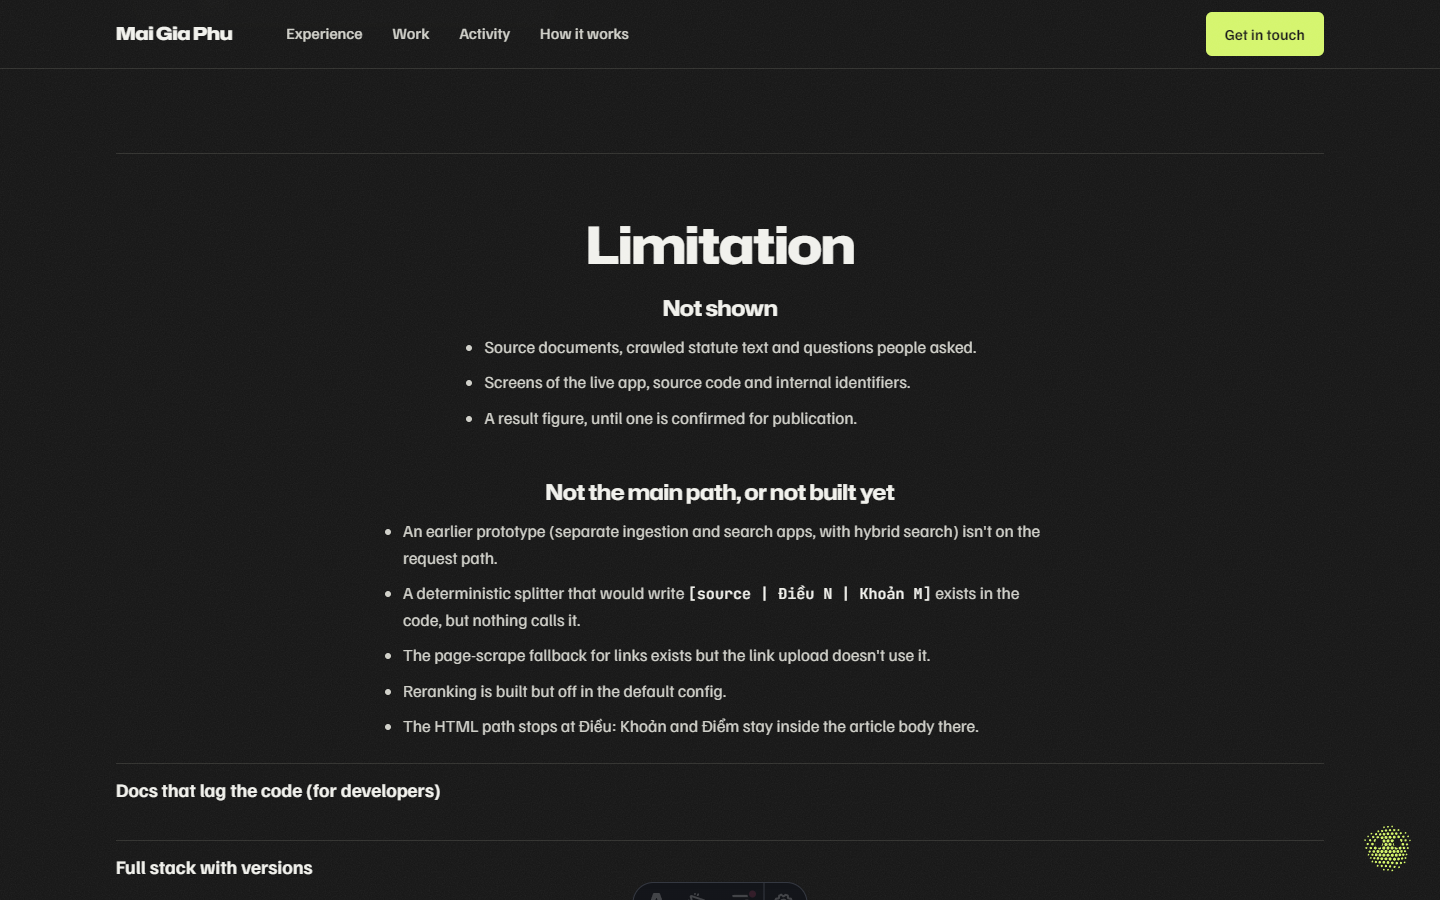 Mai Gia Phu
Experience
Work
Activity
How it works
Get in touch
Limitation
Not shown
• Source documents, crawled statute text and questions people asked.
• Screens of the live app, source code and internal identifiers.
• A result figure, until one is confirmed for publication.
Not the main path, or not built yet
• An earlier prototype (separate ingestion and search apps, with hybrid search) isn't on the
request path.
• A deterministic splitter that would write [source | Điều N | Khoản M] exists in the
code, but nothing calls it.
• The page-scrape fallback for links exists but the link upload doesn't use it.
• Reranking is built but off in the default config.
• The HTML path stops at Điều: Khoản and Điểm stay inside the article body there.
Docs that lag the code (for developers)
Full stack with versions